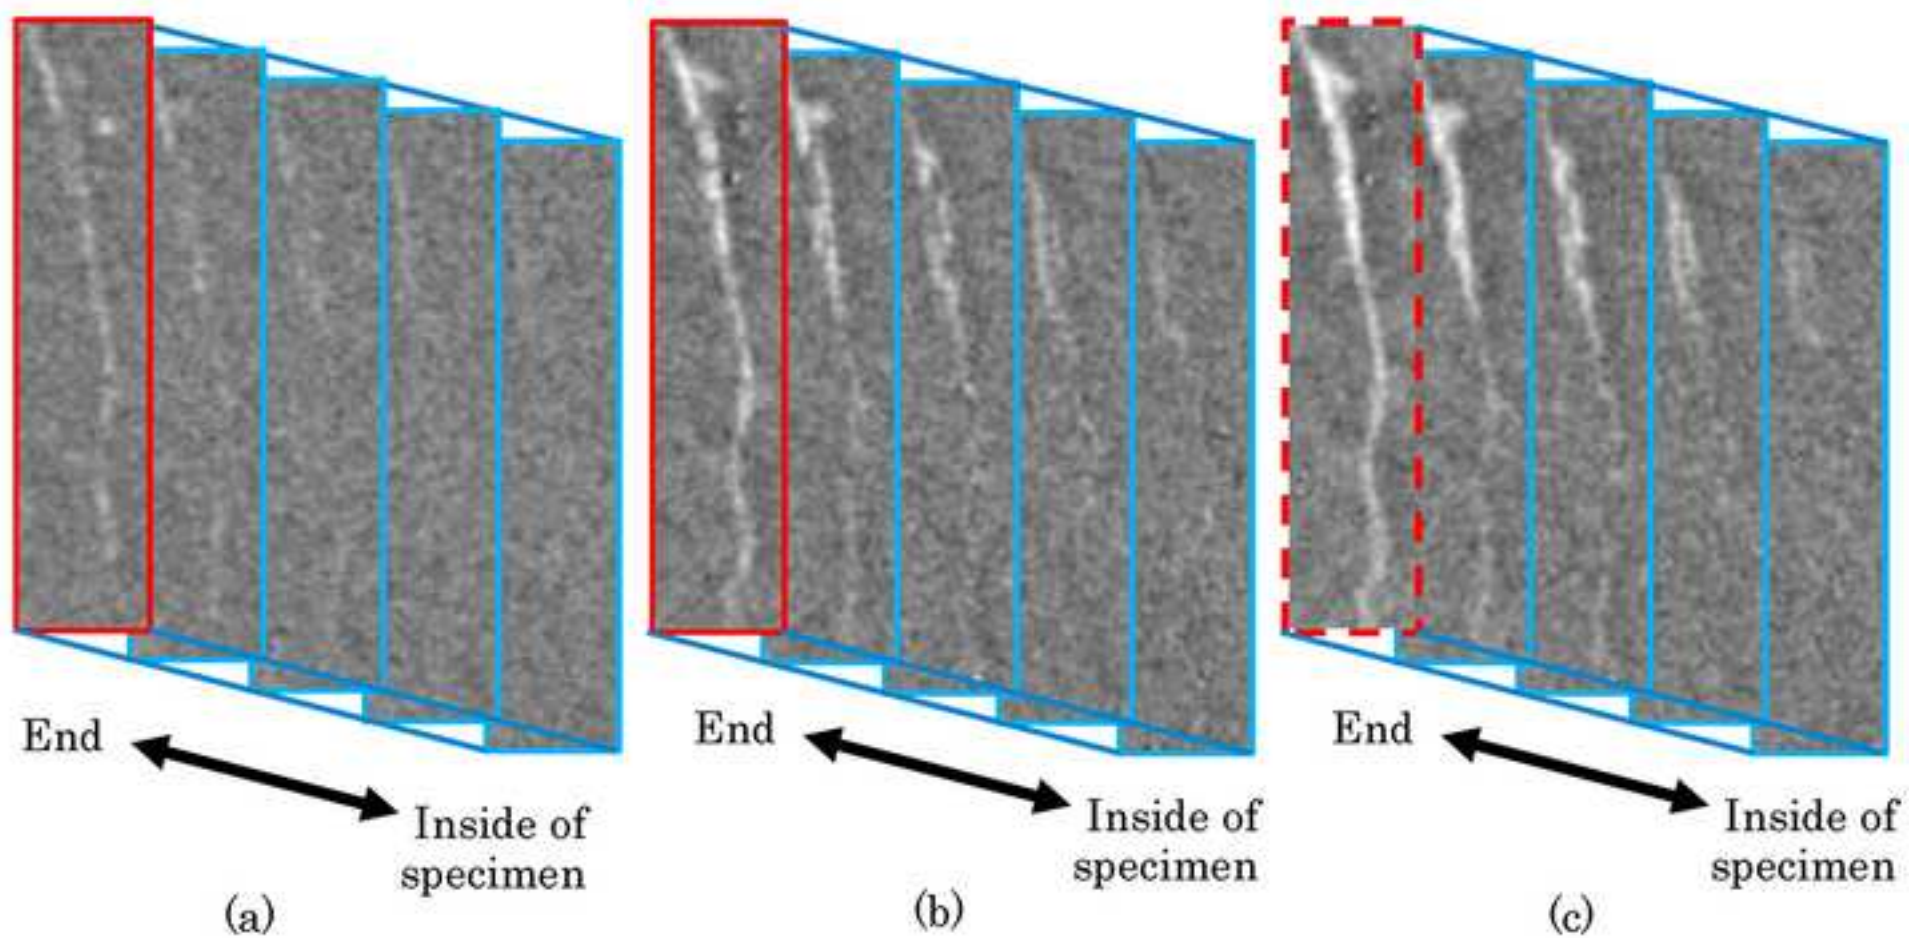 End
Inside of
specimen
(a)
End
Inside of
specimen
(b)
End
Inside of
specimen
(c)